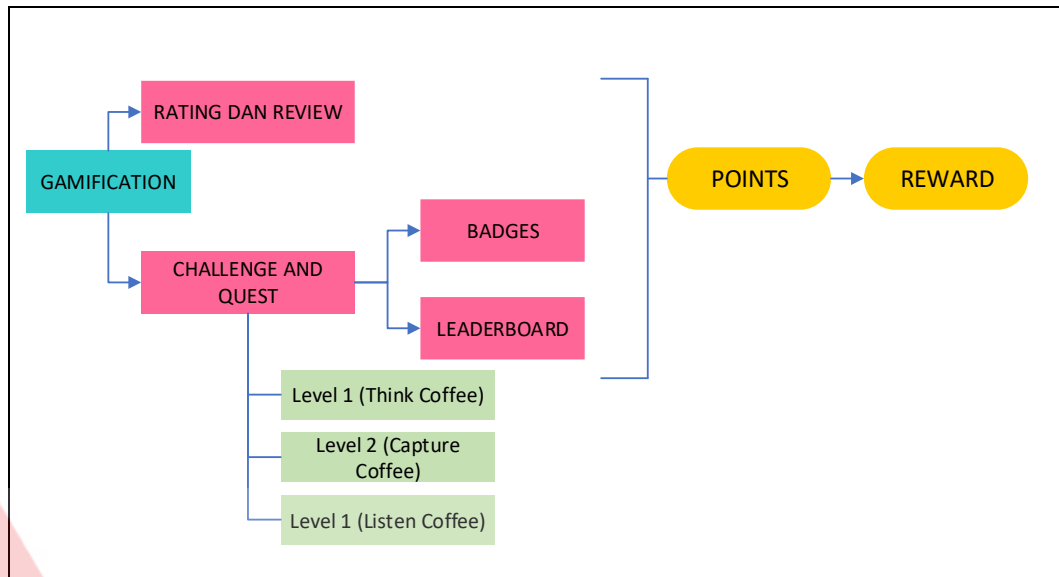 RATING DAN REVIEW
GAMIFICATION
POINTS
REWARD
BADGES
CHALLENGE AND
QUEST
LEADERBOARD
Level 1 (Think Coffee)
Level 2 (Capture
Coffee)
Level 1 (Listen Coffee)